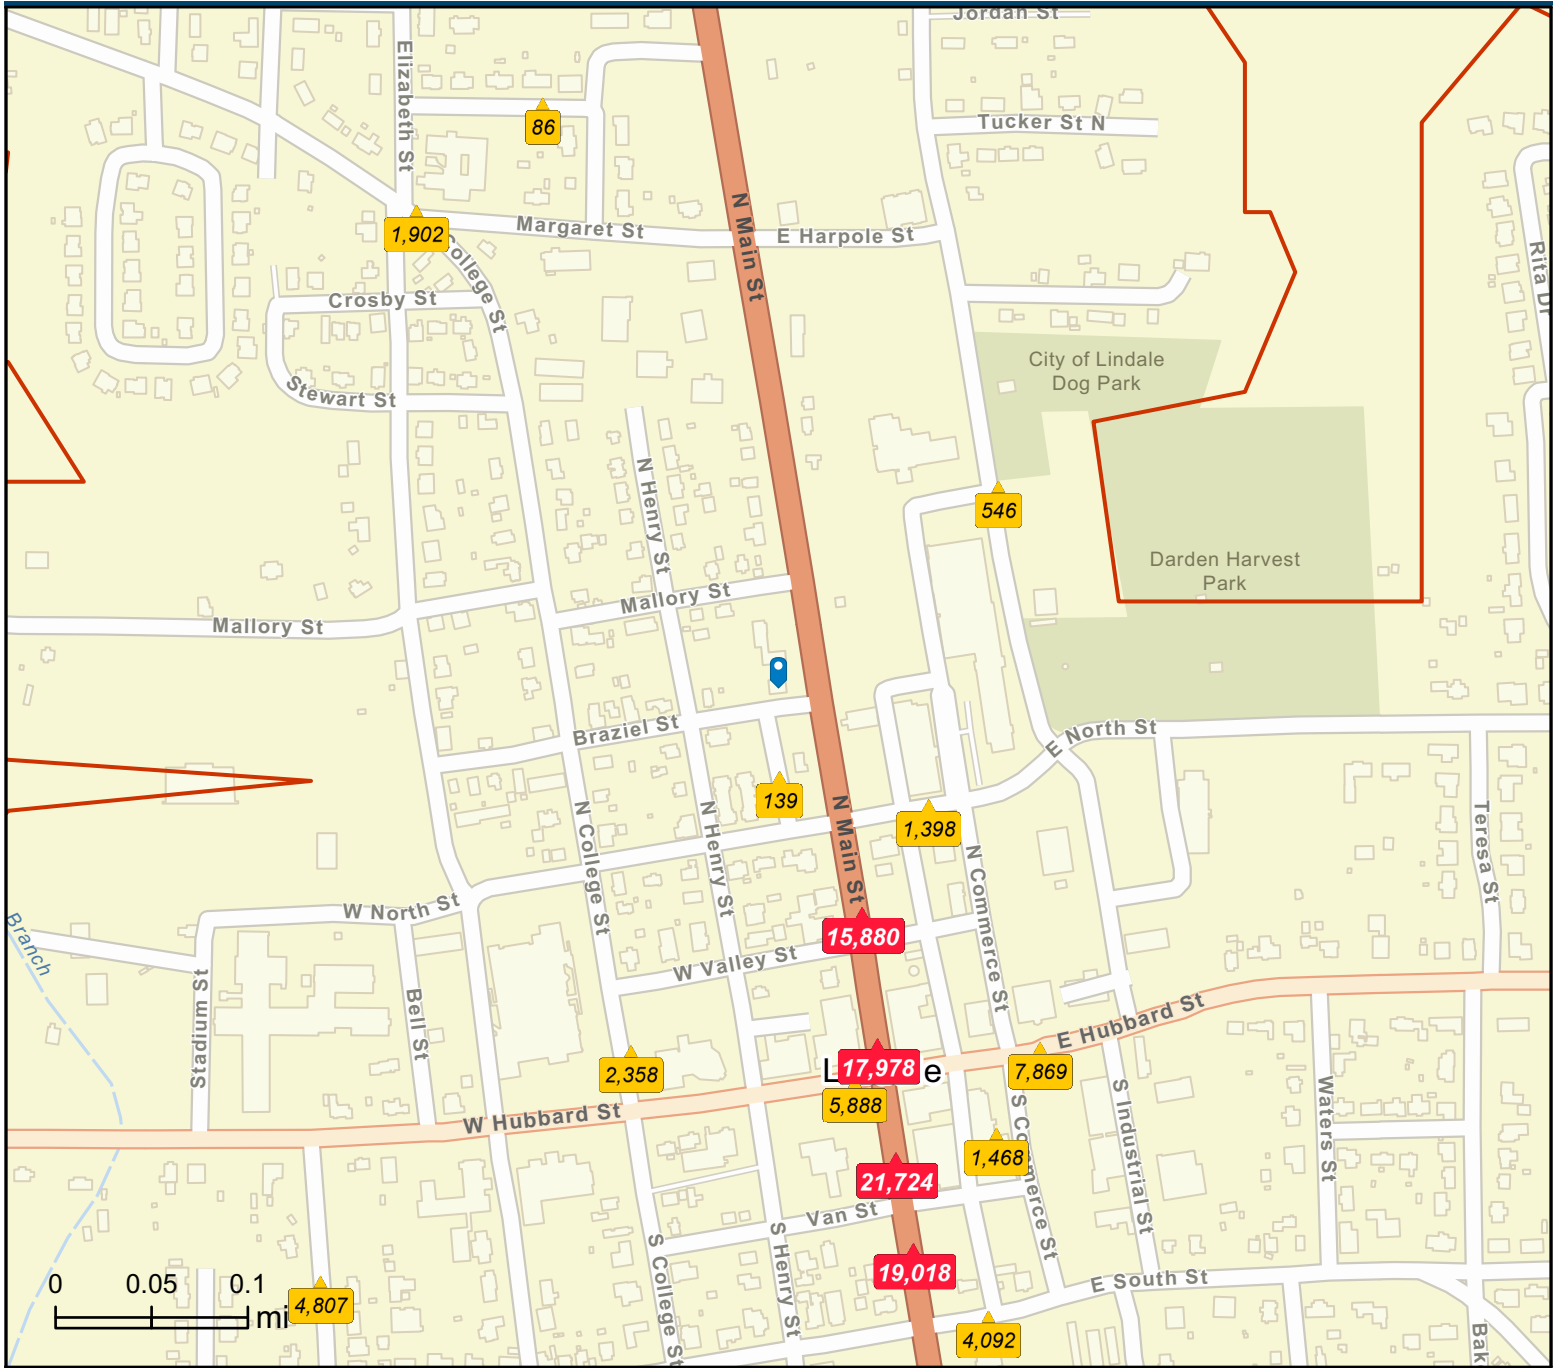 Jordan St
Elizabeth St
86
Tucker St N
N Main St
1,902
Margaret St
E Harpole St
College St
Rita Dr
Crosby St
City of Lindale
Dog Park
Stewart St
N Henry St
546
Darden Harvest
Park
Mallory St
Mallory St
Braziel St
E North St
139
N Main St
1,398
N College St
N Henry St
Teresa St
N Commerce St
W North St
Branch
15,880
W Valley St
Stadium St
Bell St
E Hubbard St
17,978
L
e
2,358
7,869
5,888
W Hubbard St
S Industrial St
Waters St
S Commerce St
1,468
21,724
Van St
S College St
S Henry St
19,018
E South St
0 0.05 0.1
mi
4,807
4,092
Bak